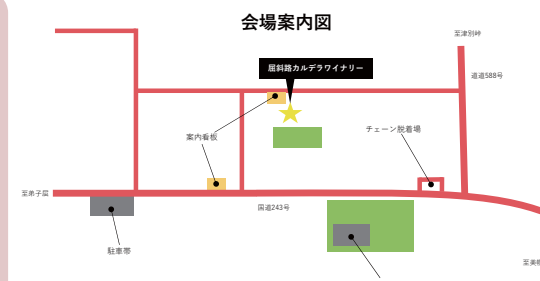 会場案内図
至津別峠
屈斜路カルデラワイナリー
道道588号
チェーン脱着場
案内看板
至弟子屈
国道243号
駐車帯